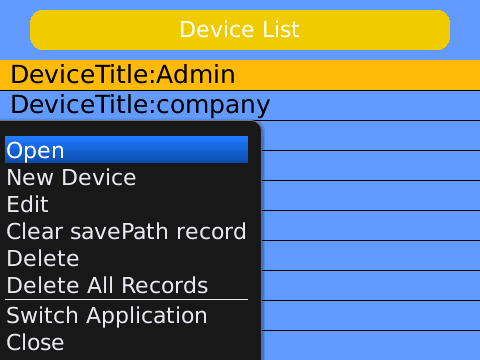 Device List
DeviceTitle:Admin
DeviceTitle:company
Open
New Device
Edit
Clear savePath record
Delete
Delete All Records
Switch Application
Close